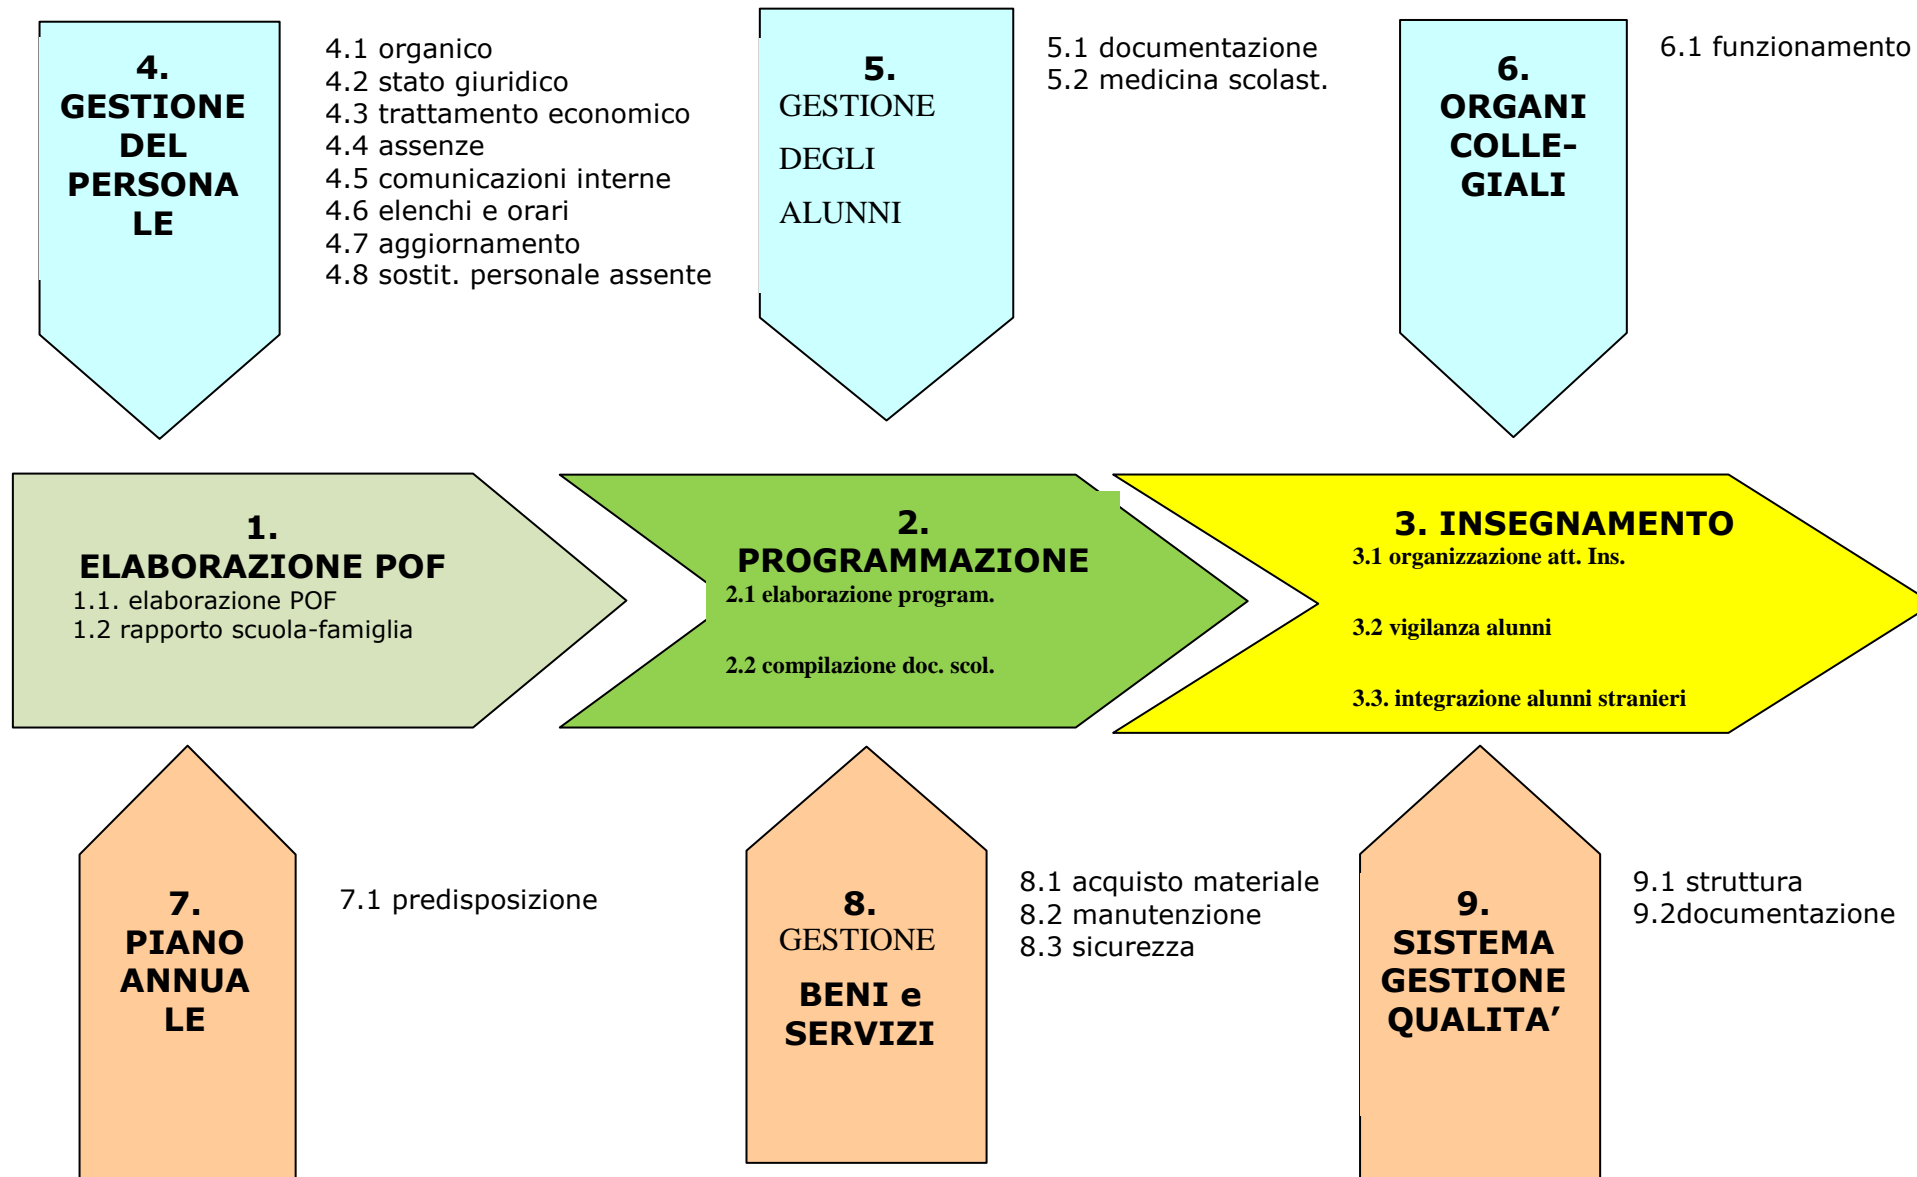 4.
GESTIONE
DEL
PERSONA
LE
4.1 organico
4.2 stato giuridico
4.3 trattamento economico
4.4 assenze
4.5 comunicazioni interne
4.6 elenchi e orari
4.7 aggiornamento
4.8 sostit. personale assente
5.
GESTIONE
DEGLI
ALUNNI
5.1 documentazione
5.2 medicina scolast.
6.
ORGANI
COLLE-
GIALI
6.1 funzionamento
1.
ELABORAZIONE POF
1.1. elaborazione POF
1.2 rapporto scuola-famiglia
2.
PROGRAMMAZIONE
2.1 elaborazione program.
2.2 compilazione doc. scol.
3. INSEGNAMENTO
3.1 organizzazione att. Ins.
3.2 vigilanza alunni
3.3. integrazione alunni stranieri
7.
PIANO
ANNUA
LE
7.1 predisposizione
8.
GESTIONE
BENI e
SERVIZI
8.1 acquisto materiale
8.2 manutenzione
8.3 sicurezza
9.
SISTEMA
GESTIONE
QUALITA’
9.1 struttura
9.2documentazione